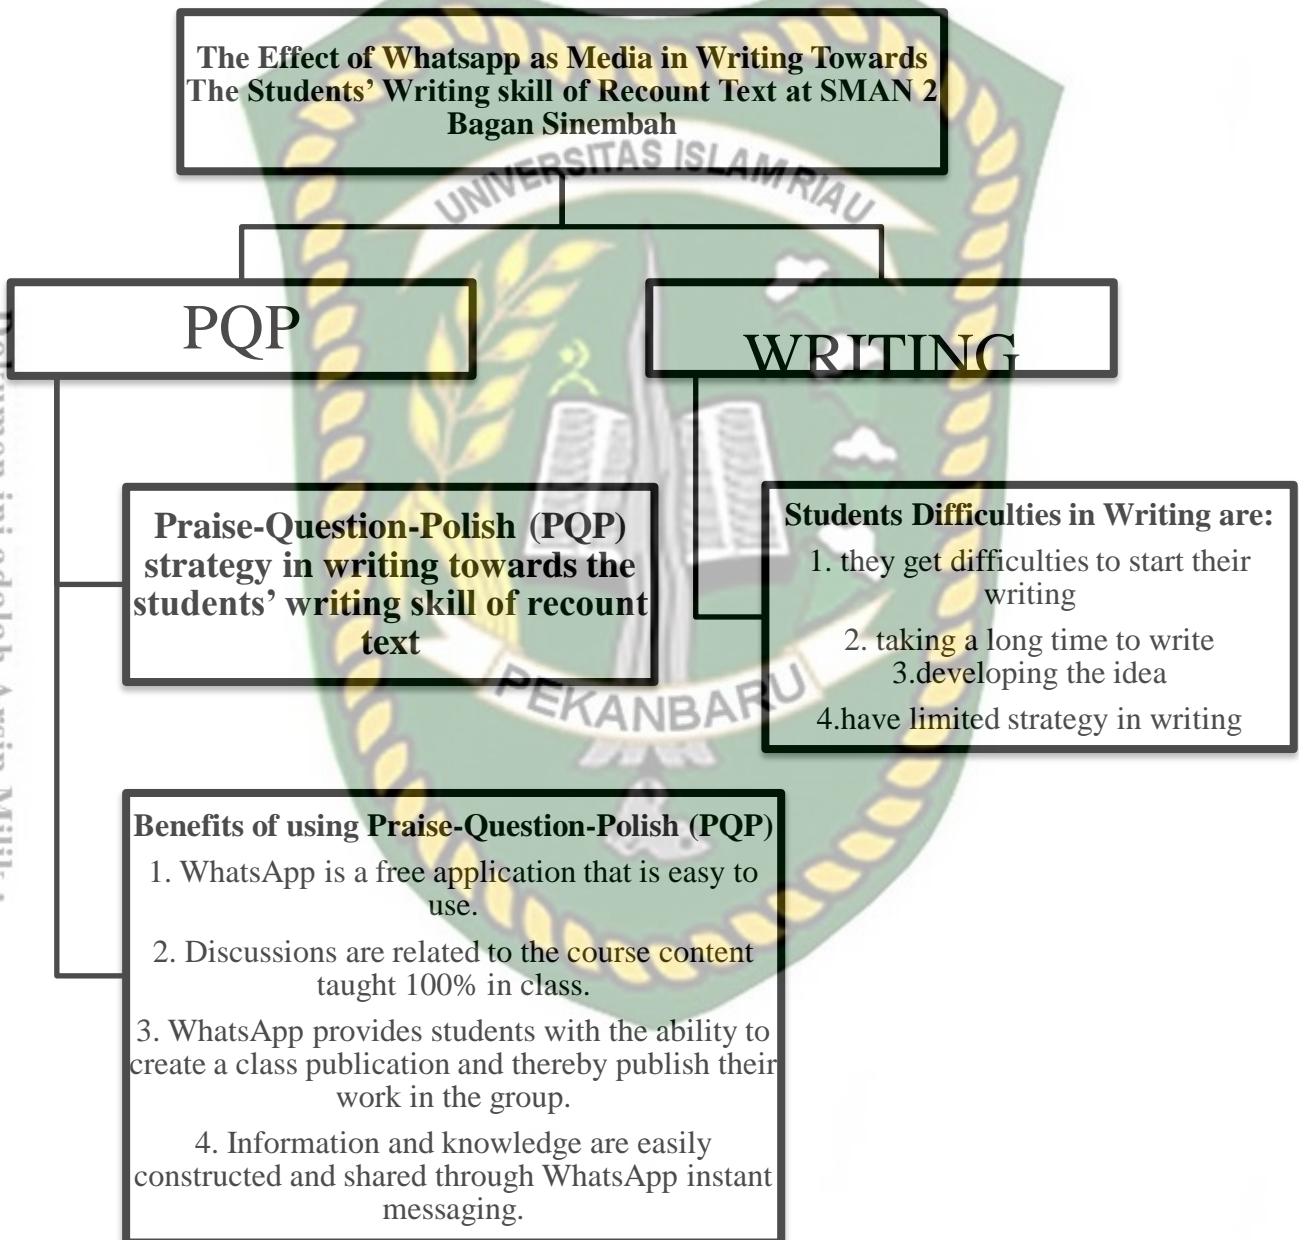 The Effect of Whatsapp as Media in Writing Towards
The Students’ Writing skill of Recount Text at SMAN 2
Bagan Sinembah
UNIVERSITAS ISLAM RIAU
PQP
WRITING
Praise-Question-Polish (PQP)
strategy in writing towards the
students’ writing skill of recount
text
Students Difficulties in Writing are:
1. they get difficulties to start their
writing
2. taking a long time to write
3.developing the idea
4.have limited strategy in writing
PEKANBARU
Benefits of using Praise-Question-Polish (PQP)
1. WhatsApp is a free application that is easy to
use.
2. Discussions are related to the course content
taught 100% in class.
3. WhatsApp provides students with the ability to
create a class publication and thereby publish their
work in the group.
4. Information and knowledge are easily
constructed and shared through WhatsApp instant
messaging.